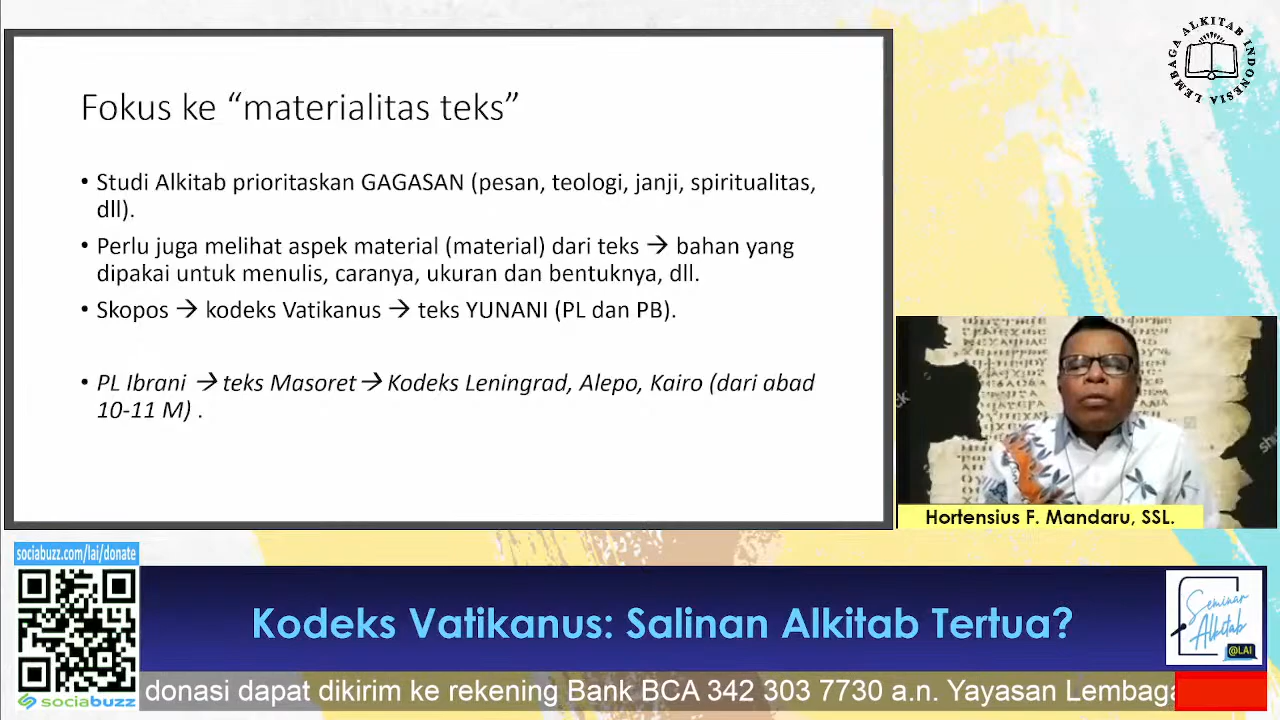 Fokus ke “materialitas teks”
• Studi Alkitab prioritaskan GAGASAN (pesan, teologi, janji, spiritualitas,
dll).
• Perlu juga melihat aspek material (material) dari teks → bahan yang
dipakai untuk menulis, caranya, ukuran dan bentuknya, dll.
• Skopos → kodeks Vatikanus → teks YUNANI (PL dan PB).
• PL Ibrani → teks Masoret → Kodeks Leningrad, Alepo, Kairo (dari abad
10-11 M) .
LEMBAGA ALKITAB INDONESIA
Hortensius F. Mandaru, SSL.
sociabuzz.com/lai/donate
sociabuzz
Kodeks Vatikanus: Salinan Alkitab Tertua?
Seminar
Alkitab
@LAI
donasi dapat dikirim ke rekening Bank BCA 342 303 7730 a.n. Yayasan Lembaga